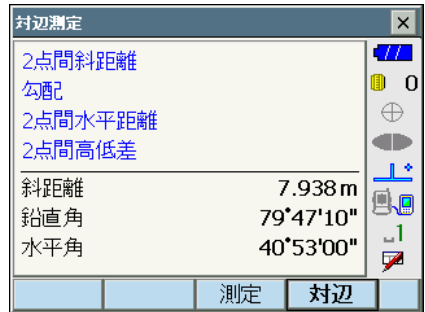 対辺測定
2点間斜距離
勾配
2点間水平距離
2点間高低差
0
斜距離 7.938 m
鉛直角 79°47'10"
水平角 40°53'00"
1
測定 対辺